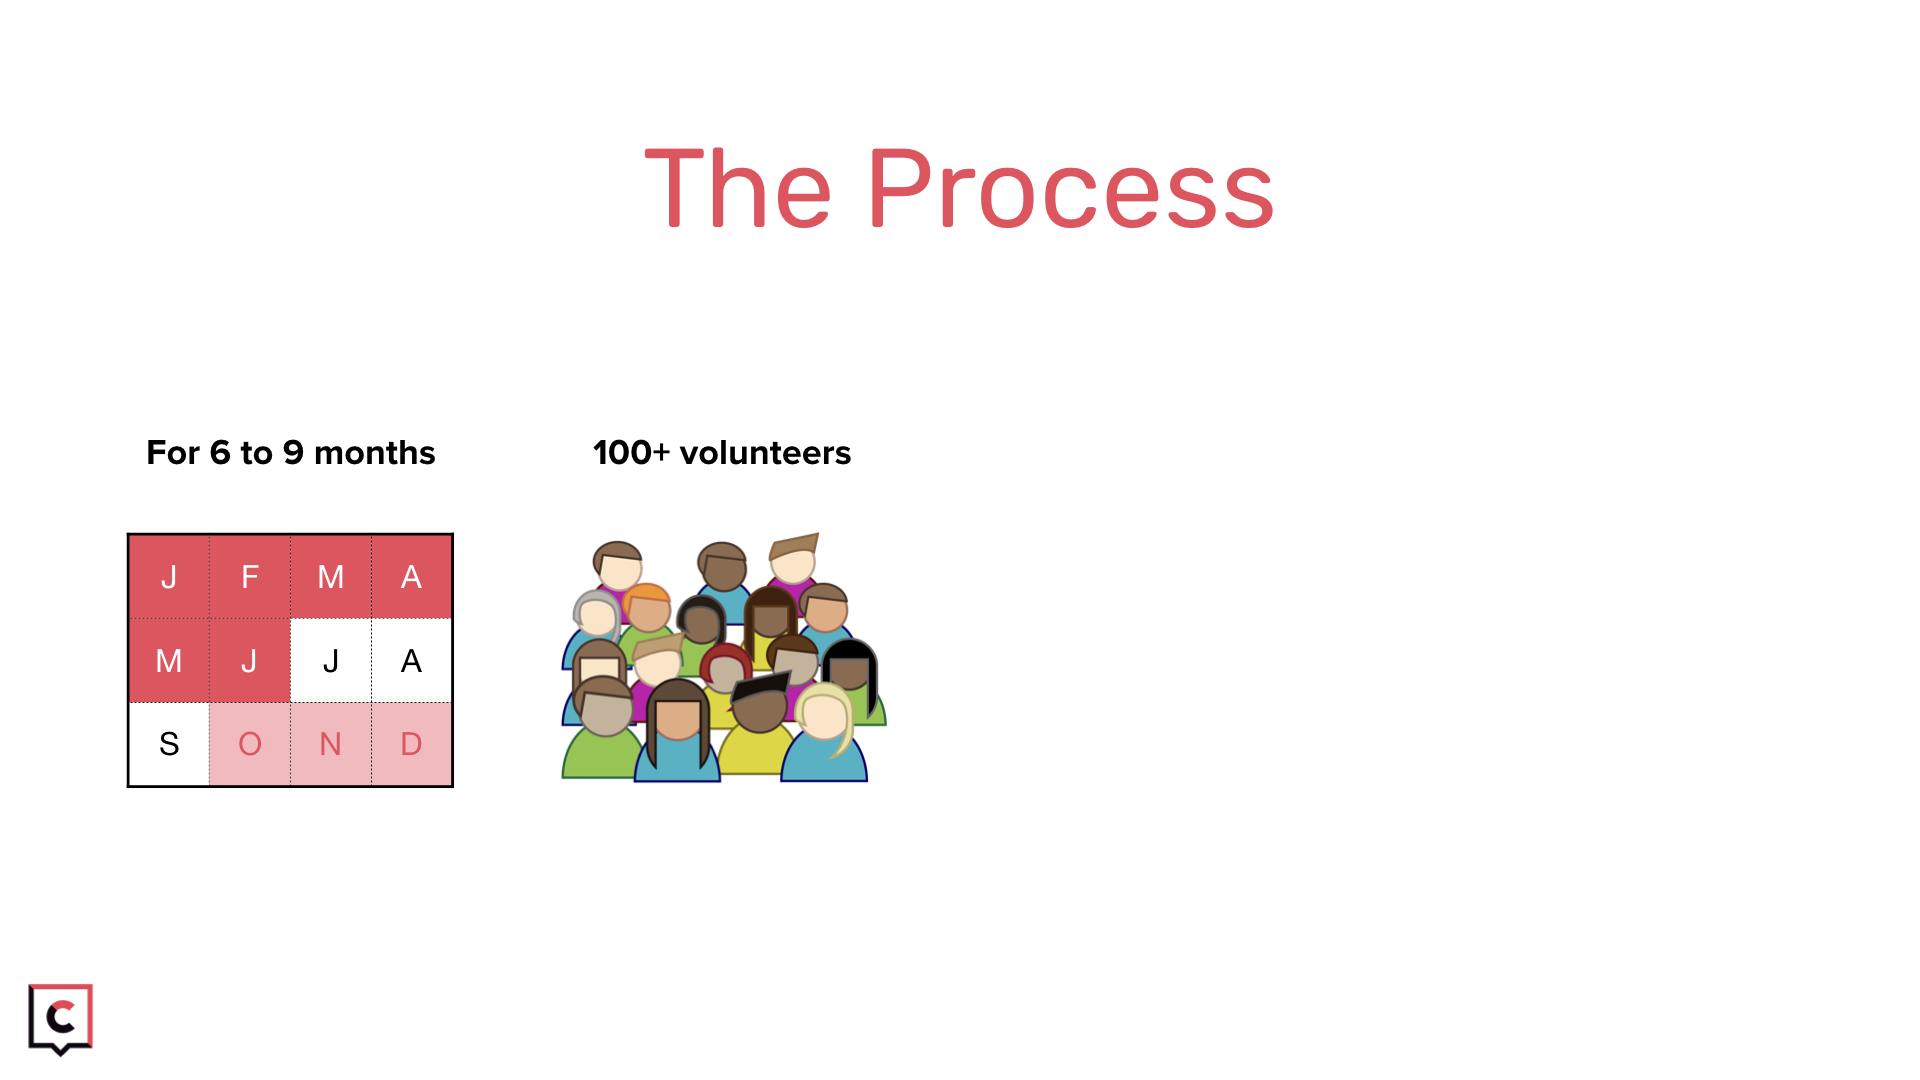 The Process
For 6 to 9 months
100+ volunteers
J F M A
M J J A
S O N D
C